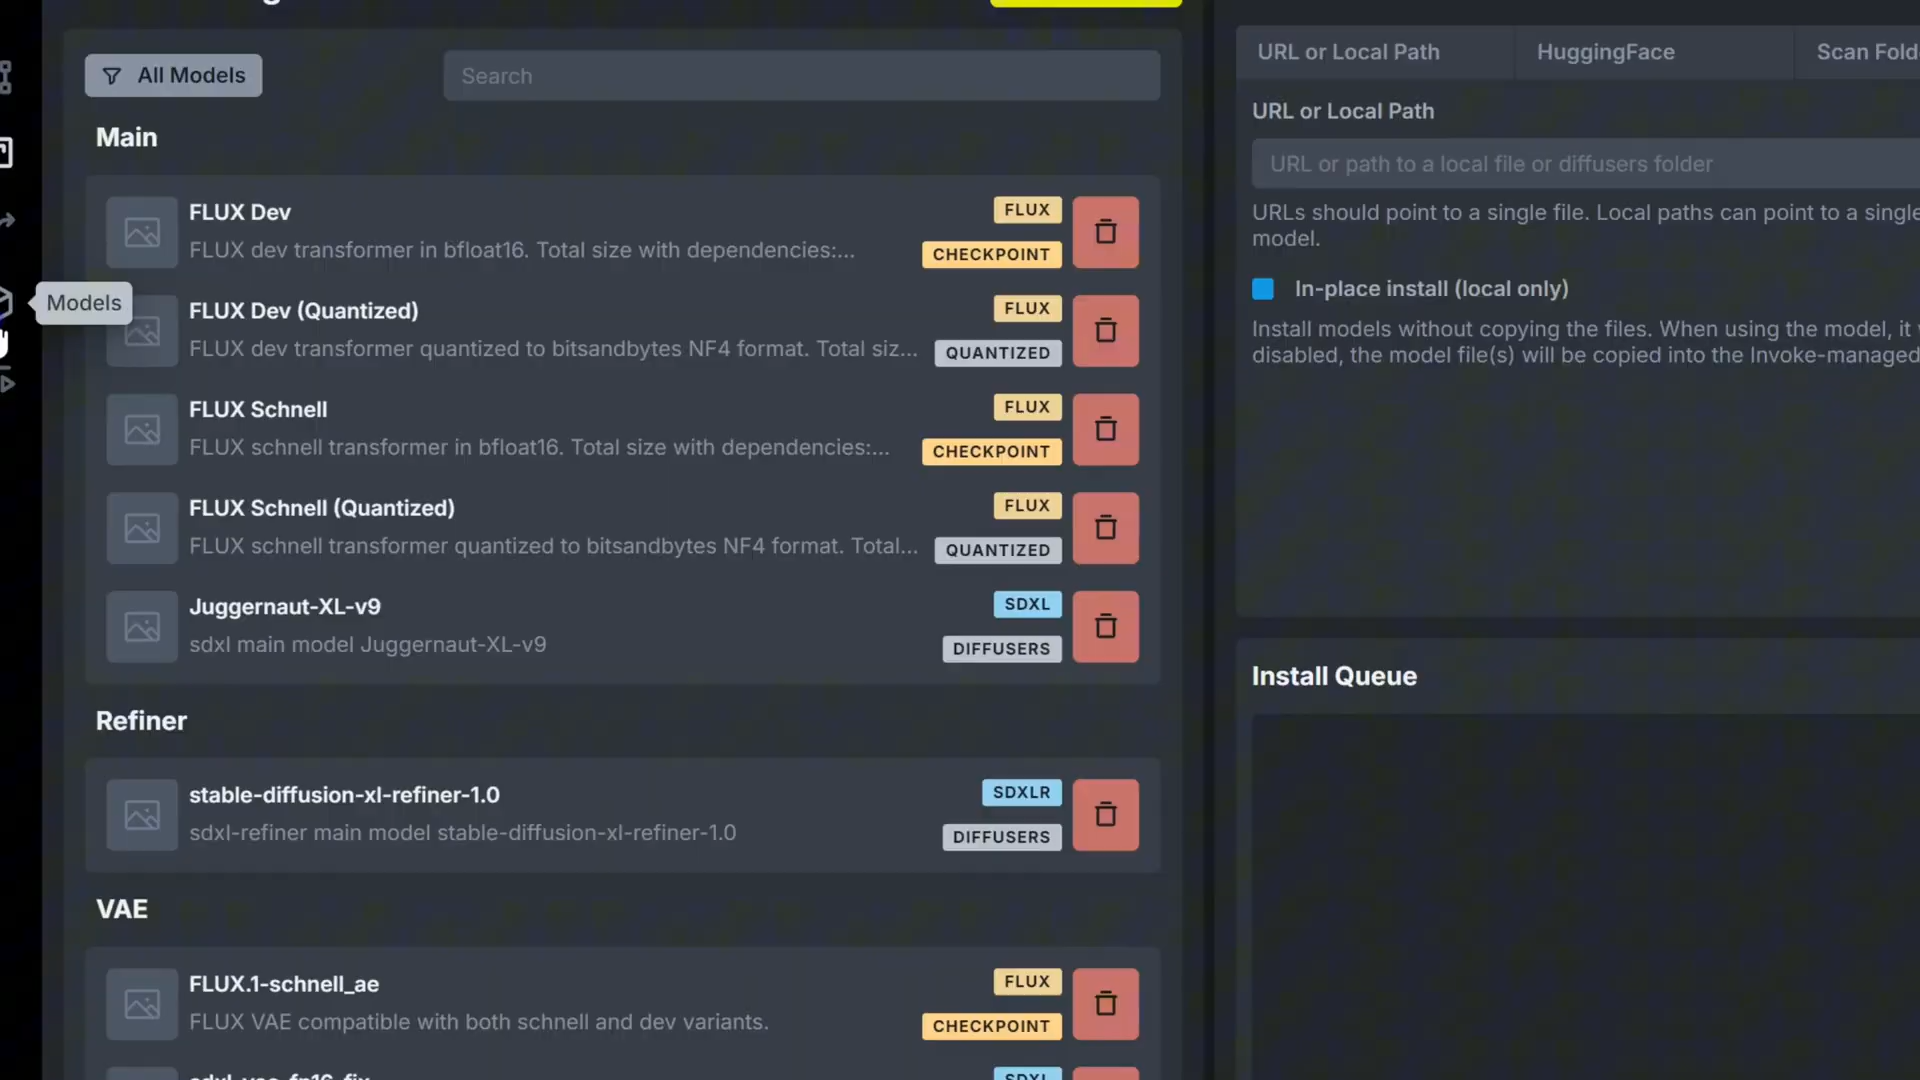 All Models
Search
Main
FLUX Dev
FLUX
FLUX dev transformer in bfloat16. Total size with dependencies:...
CHECKPOINT
Models
FLUX Dev (Quantized)
FLUX
FLUX dev transformer quantized to bitsandbytes NF4 format. Total siz...
QUANTIZED
FLUX Schnell
FLUX
FLUX schnell transformer in bfloat16. Total size with dependencies:...
CHECKPOINT
FLUX Schnell (Quantized)
FLUX
FLUX schnell transformer quantized to bitsandbytes NF4 format. Total...
QUANTIZED
Juggernaut-XL-v9
SDXL
sdxl main model Juggernaut-XL-v9
DIFFUSERS
Refiner
stable-diffusion-xl-refiner-1.0
SDXLR
sdxl-refiner main model stable-diffusion-xl-refiner-1.0
DIFFUSERS
VAE
FLUX.1-schnell_ae
FLUX
FLUX VAE compatible with both schnell and dev variants.
CHECKPOINT
SDXL
URL or Local Path
HuggingFace
Scan Fold
URL or Local Path
URL or path to a local file or diffusers folder
URLs should point to a single file. Local paths can point to a single
model.
In-place install (local only)
Install models without copying the files. When using the model, it
disabled, the model file(s) will be copied into the Invoke-managed
Install Queue